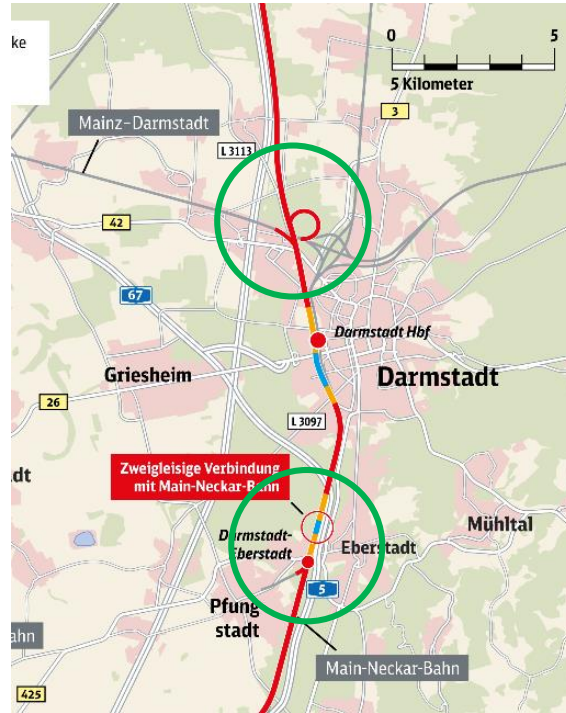 ke
0 5
5 Kilometer
3
Mainz–Darmstadt
L 3113
42
67
Darmstadt Hbf
Griesheim
Darmstadt
26
L 3097
Zweigleisige Verbindung
mit Main-Neckar-Bahn
dt
Mühltal
Darmstadt-
Eberstadt
Eberstadt
5
Pfung
stadt
ahn
Main-Neckar-Bahn
425